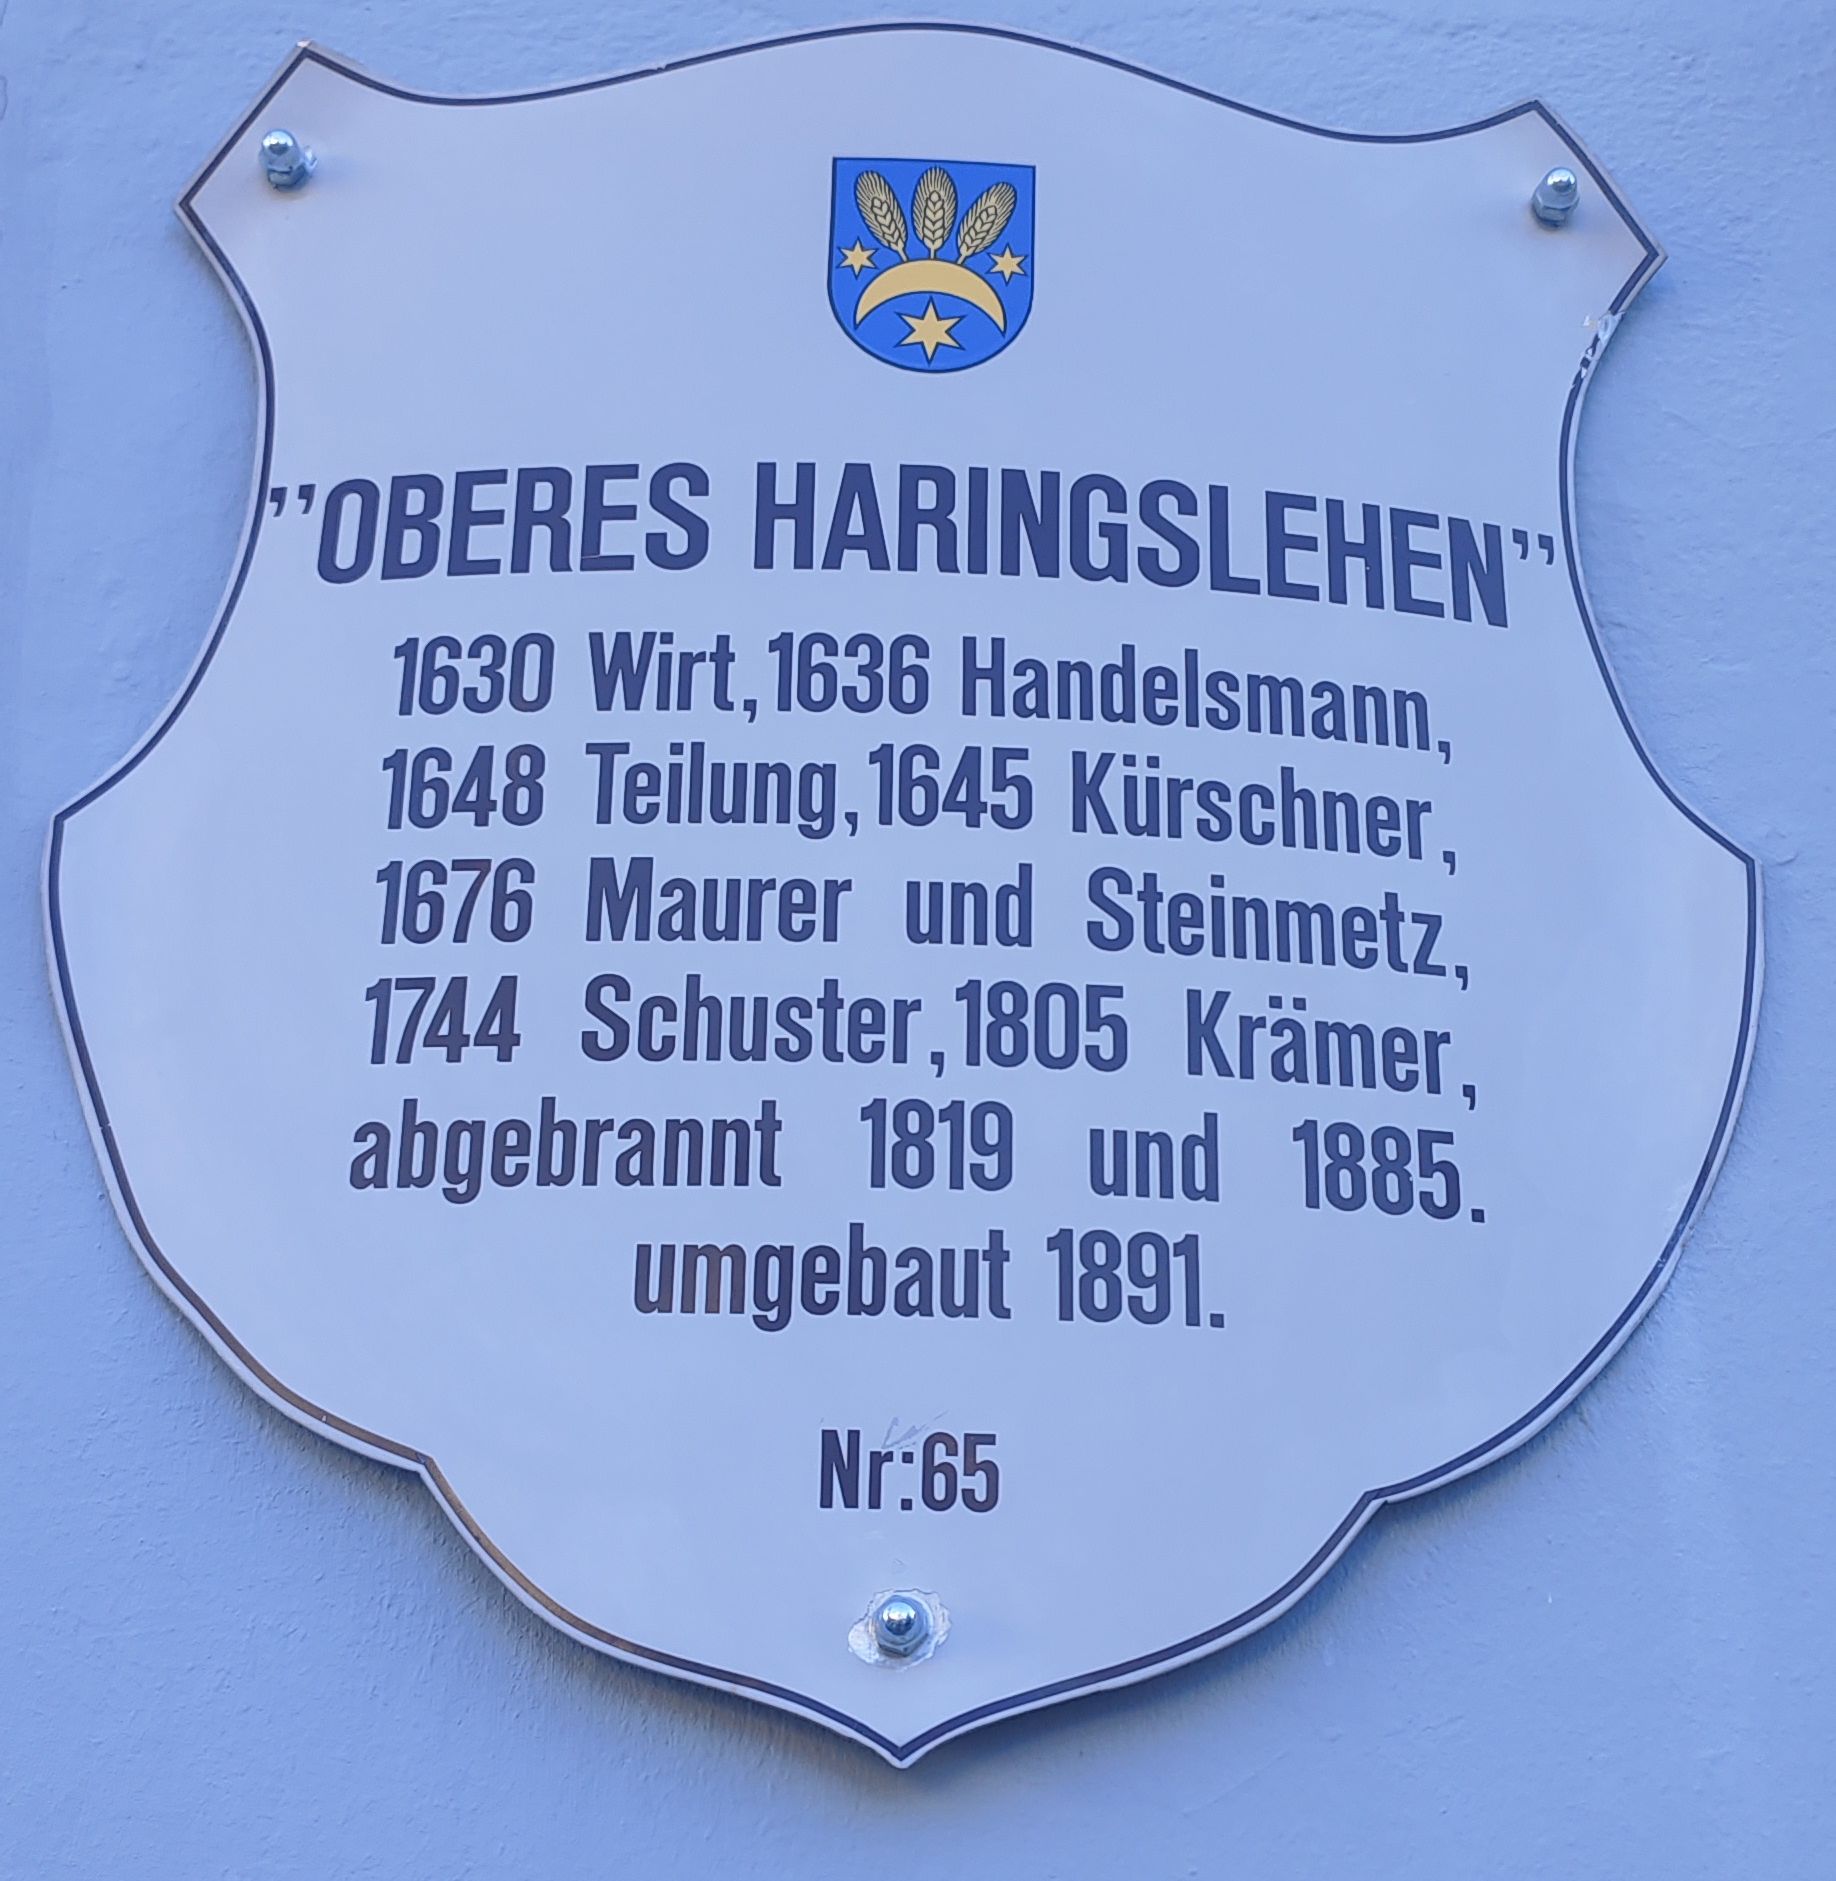 "OBERES HARINGSLEHEN"
1630 Wirt, 1636 Handelsmann,
1648 Teilung, 1645 Kürschner,
1676 Maurer und Steinmetz,
1744 Schuster, 1805 Krämer,
abgebrannt 1819 und 1885.
umgebaut 1891.
Nr:65